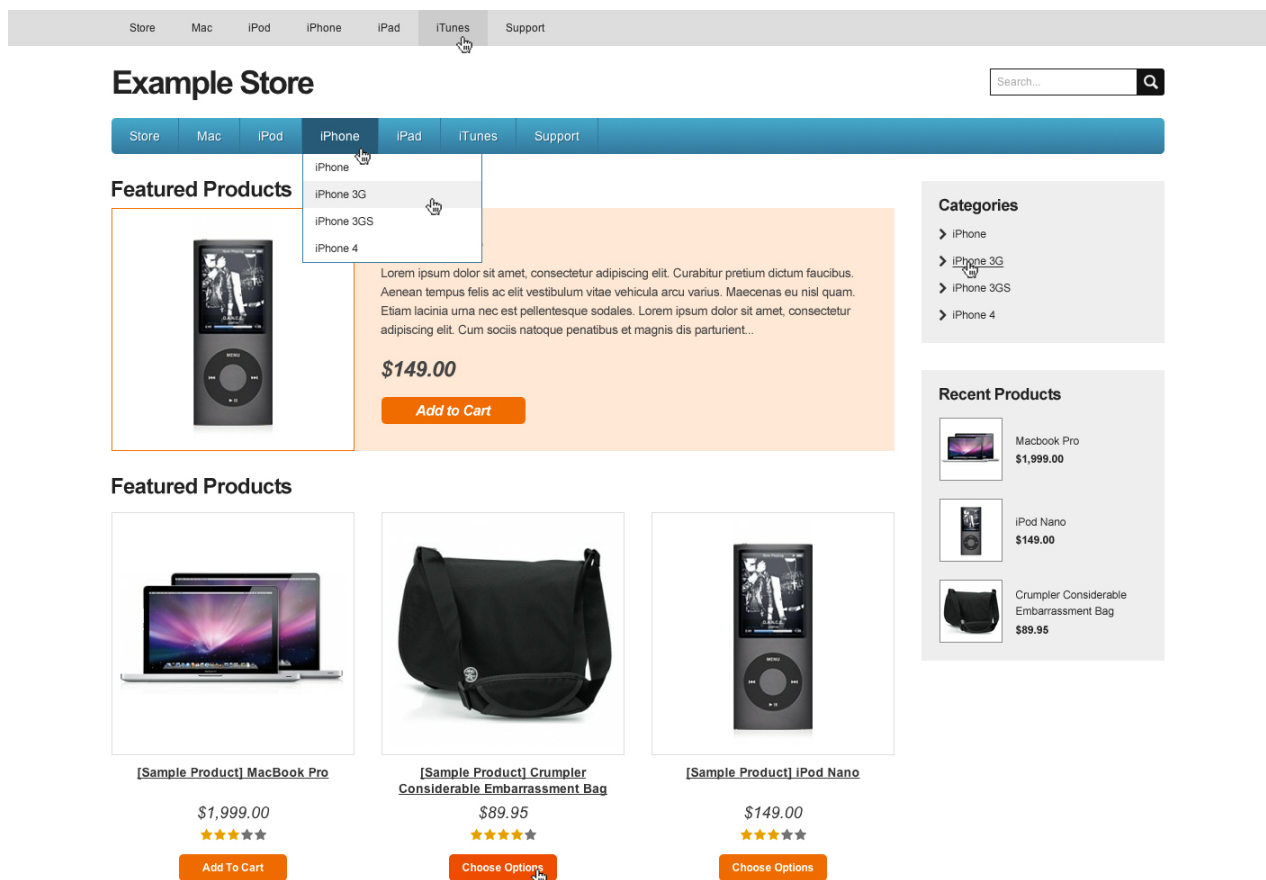 Store Mac iPod iPhone iPad iTunes Support
Example Store
Search...
Store Mac iPod iPhone iPad iTunes Support
iPhone
iPhone 3G
iPhone 3GS
iPhone 4
Featured Products
Lorem ipsum dolor sit amet, consectetur adipiscing elit. Curabitur pretium dictum faucibus.
Aenean tempus felis ac elit vestibulum vitae vehicula arcu varius. Maecenas eu nisl quam.
Etiam lacinia urna nec est pellentesque sodales. Lorem ipsum dolor sit amet, consectetur
adipiscing elit. Cum sociis natoque penatibus et magnis dis parturient...
$149.00
Add to Cart
MENU
Categories
iPhone
iPhone 3G
iPhone 3GS
iPhone 4
Recent Products
Macbook Pro
$1,999.00
iPod Nano
$149.00
Crumpler Considerable
Embarrassment Bag
$89.95
Featured Products
MENU
[Sample Product] MacBook Pro
$1,999.00
Add To Cart
[Sample Product] Crumpler
Considerable Embarrassment Bag
$89.95
Choose Options
[Sample Product] iPod Nano
$149.00
Choose Options